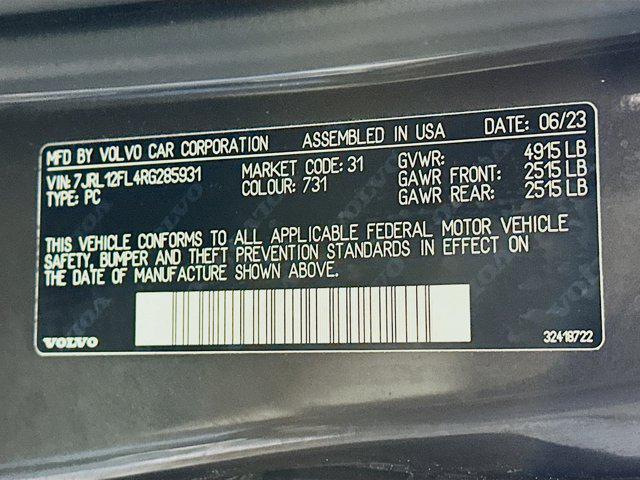 MFD BY VOLVO CAR CORPORATION ASSEMBLED IN USA DATE: 06/23
VIN: 7JRL12FL4RG285931 MARKET CODE: 31 GVWR: 4915 LB
TYPE: PC COLOUR: 731 GAWR FRONT: 2515 LB
GAWR REAR: 2515 LB
THIS VEHICLE CONFORMS TO ALL APPLICABLE FEDERAL MOTOR VEHICLE
SAFETY, BUMPER AND THEFT PREVENTION STANDARDS IN EFFECT ON
THE DATE OF MANUFACTURE SHOWN ABOVE.
VOLVO 32418722